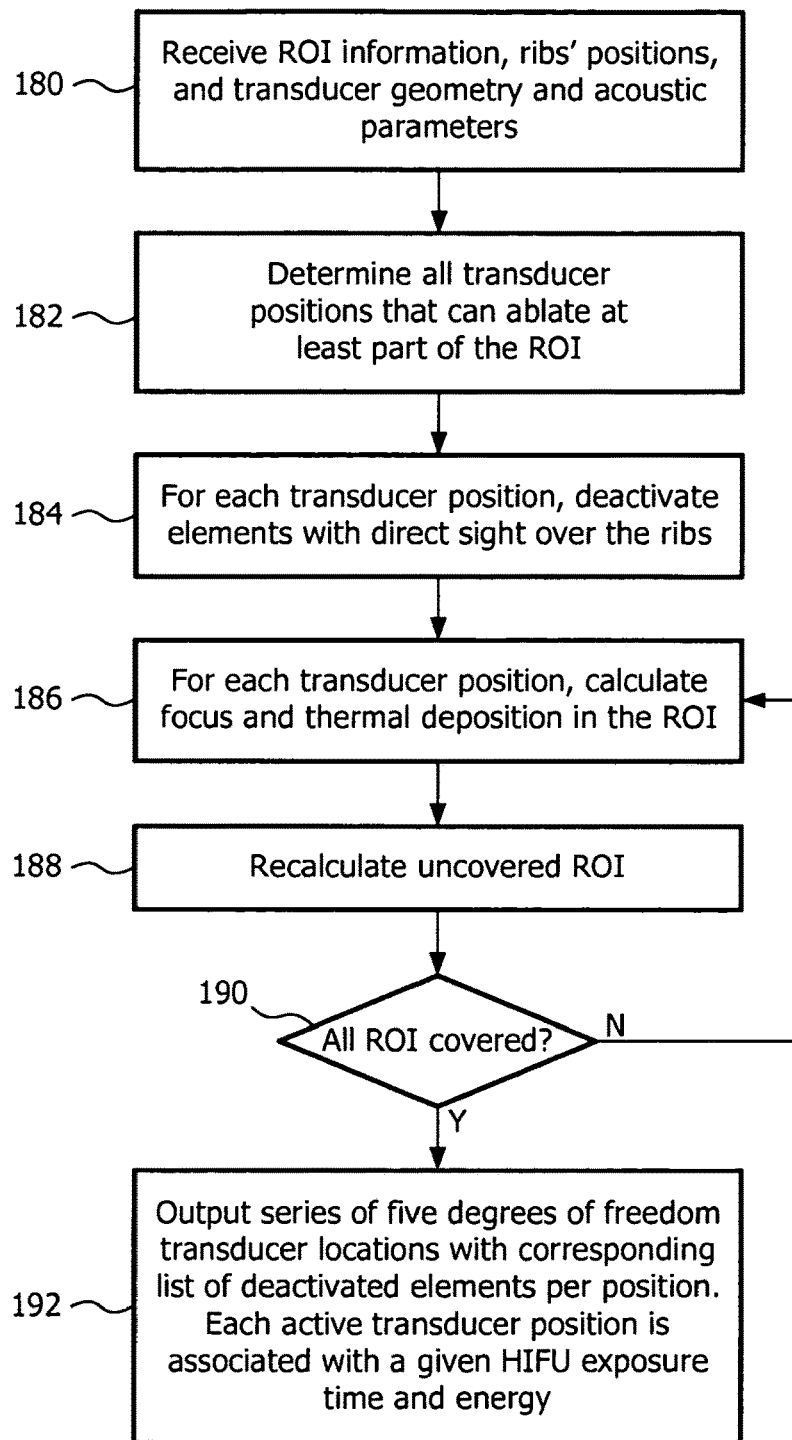 180
Receive ROI information, ribs' positions,
and transducer geometry and acoustic
parameters
182
Determine all transducer
positions that can ablate at
least part of the ROI
184
For each transducer position, deactivate
elements with direct sight over the ribs
186
For each transducer position, calculate
focus and thermal deposition in the ROI
188
Recalculate uncovered ROI
190
All ROI covered?
N
Y
192
Output series of five degrees of freedom
transducer locations with corresponding
list of deactivated elements per position.
Each active transducer position is
associated with a given HIFU exposure
time and energy